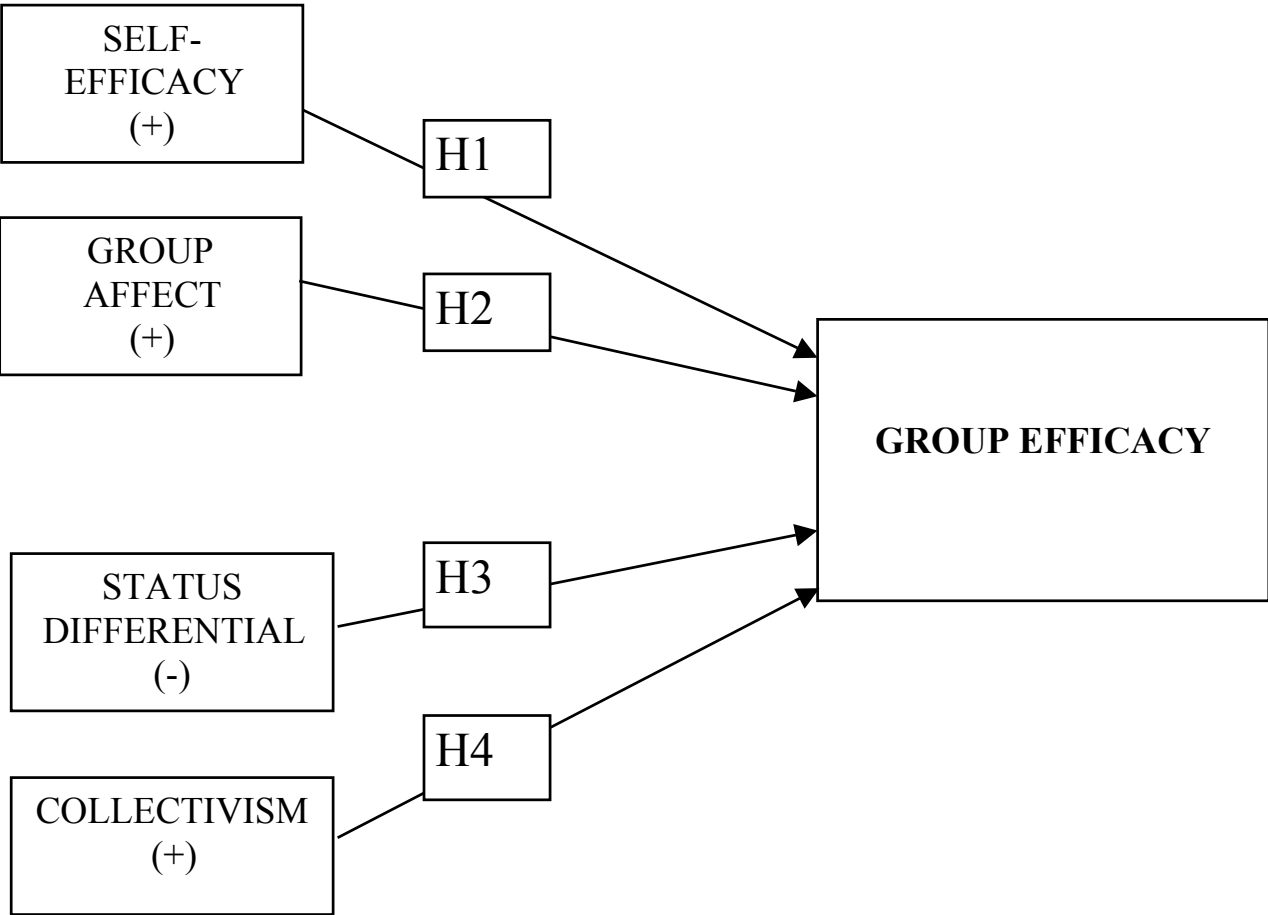 SELF-
EFFICACY
(+)
H1
GROUP
AFFECT
(+)
H2
GROUP EFFICACY
STATUS
DIFFERENTIAL
(-)
H3
COLLECTIVISM
(+)
H4